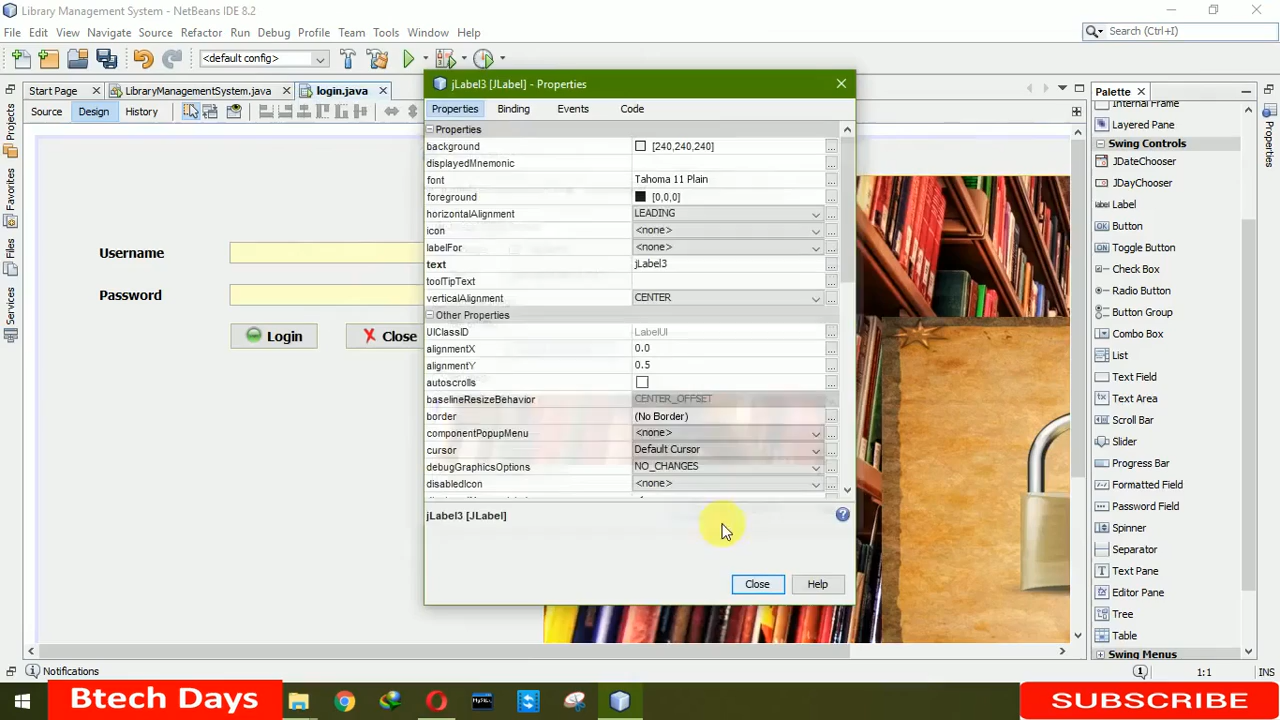 Library Management System - NetBeans IDE 8.2
File Edit View Navigate Source Refactor Run Debug Profile Team Tools Window Help
Search (Ctrl+I)
<default config>
Start Page LibraryManagementSystem.java login.java
Source Design History
Projects
Favorites
Files
Services
Username
Password
Login Close
jLabel3 [JLabel] - Properties
Properties Binding Events Code
Properties
background [240,240,240]
displayedMnemonic
font Tahoma 11 Plain
foreground [0,0,0]
horizontalAlignment LEADING
icon <none>
labelFor <none>
text jLabel3
toolTipText
verticalAlignment CENTER
Other Properties
UIClassID LabelUI
alignmentX 0.0
alignmentY 0.5
autoscrolls
baselineResizeBehavior CENTER_OFFSET
border (No Border)
componentPopupMenu <none>
cursor Default Cursor
debugGraphicsOptions NO_CHANGES
disabledIcon <none>
jLabel3 [JLabel]
Close Help
Palette
Internal Frame
Layered Pane
Swing Controls
JDateChooser
JDayChooser
Label
Button
Toggle Button
Check Box
Radio Button
Button Group
Combo Box
List
Text Field
Text Area
Scroll Bar
Slider
Progress Bar
Formatted Field
Password Field
Spinner
Separator
Text Pane
Editor Pane
Tree
Table
Swing Menus
Properties
Notifications
1:1 INS
Btech Days
SUBSCRIBE